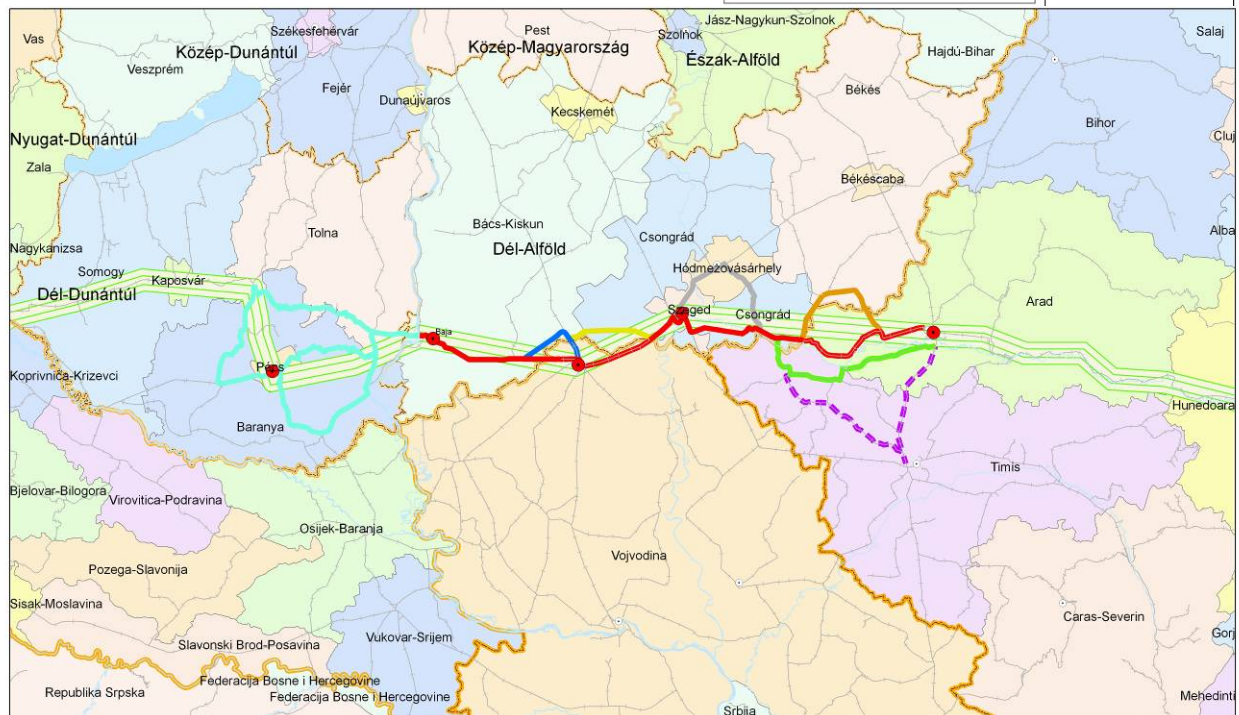 Jász-Nagykun-Szolnok
Székesfehérvár
Pest
Salaj
Vas
Szolnok
Közép-Dunántúl
Közép-Magyarország
Hajdú-Bihar
Veszprém
Észak-Alföld
Fejér
Békés
Dunaújvaros
Kecskemét
Bihor
Nyugat-Dunántúl
Cluj
Zala
Békéscaba
Bács-Kiskun
Tolna
Alba
Csongrád
Nagykanizsa
Dél-Alföld
Somogy
Hódmezovásárhely
Kaposvár
Dél-Dunántúl
Arad
Szeged
Csongrád
Baja
Pécs
Koprivnica-Krizevci
Hunedoara
Baranya
Timis
Bjelovar-Bilogora
Virovitica-Podravina
Osijek-Baranja
Vojvodina
Pozega-Slavonija
Sisak-Moslavina
Caras-Severin
Gorj
Vukovar-Srijem
Slavonski Brod-Posavina
Federacija Bosne i Hercegovine
Republika Srpska
Federacija Bosne i Hercegovine
Mehedinti
Srbija